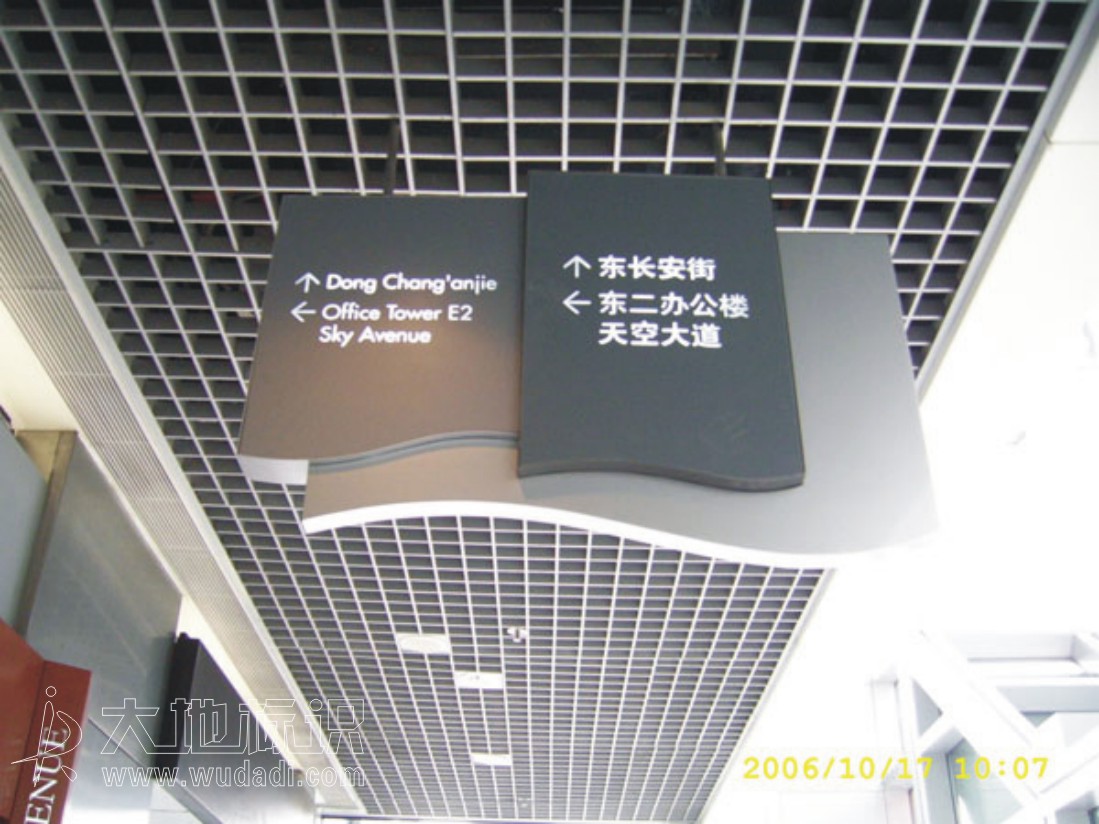 ↑ Dong Chang'anjie
← Office Tower E2
Sky Avenue
↑ 东长安街
← 东二办公楼
天空大道
大地标识
www.wudadi.com
ENUE
2006/10/17 10:07